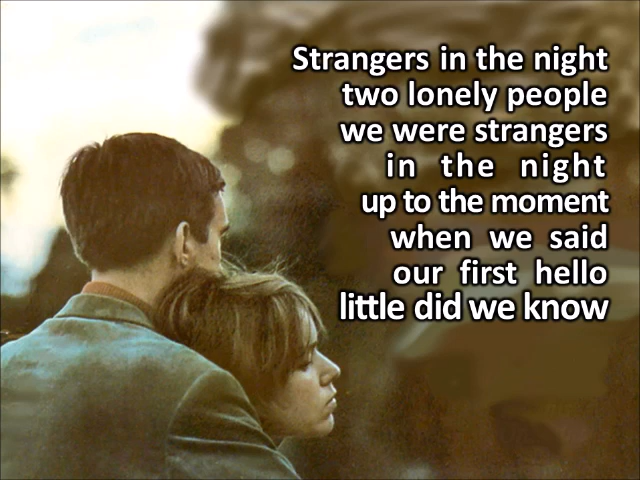 Strangers in the night
two lonely people
we were strangers
in the night
up to the moment
when we said
our first hello
little did we know